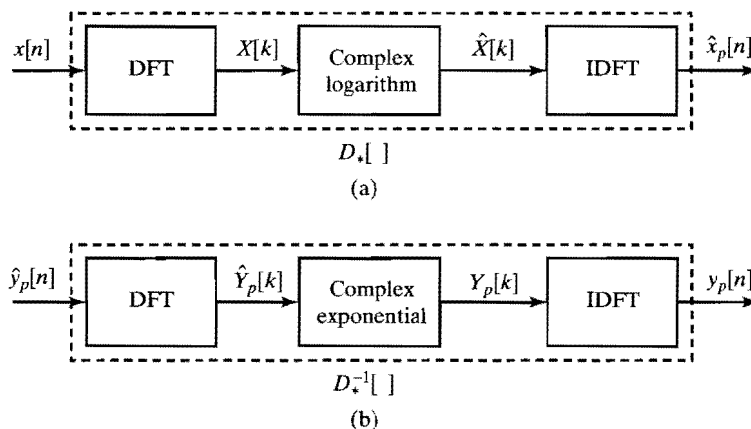 x[n] DFT X[k] Complex logarithm X̂[k] IDFT x̂ₚ[n]
D⁎[ ]
(a)
ŷₚ[n] DFT Ŷₚ[k] Complex exponential Yₚ[k] IDFT yₚ[n]
D⁎⁻¹[ ]
(b)